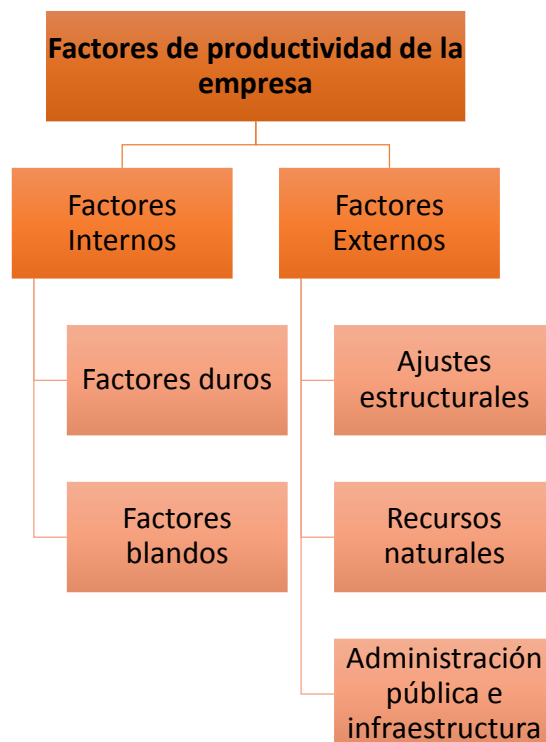 Factores de productividad de la
empresa
Factores
Internos
Factores
Externos
Factores duros
Ajustes
estructurales
Factores
blandos
Recursos
naturales
Administración
pública e
infraestructura